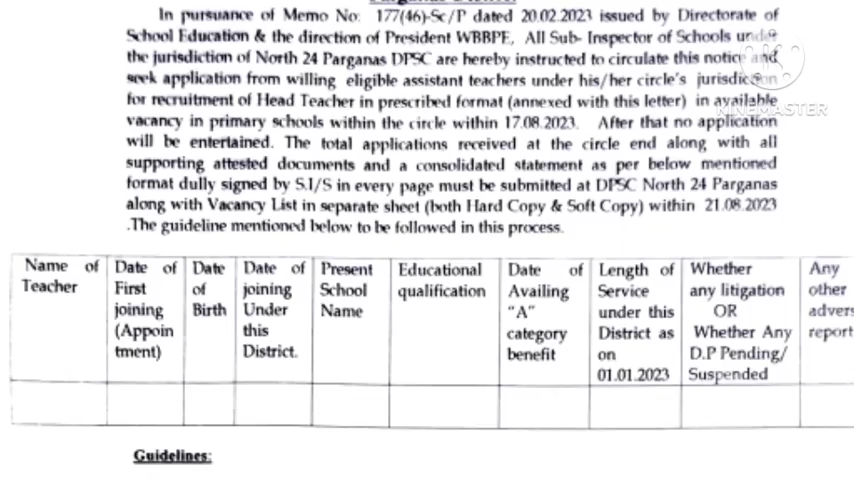 In pursuance of Memo No: 177(46)-Sc/P dated 20.02.2023 issued by Directorate of
School Education & the direction of President WBBPE, All Sub- Inspector of Schools under
the jurisdiction of North 24 Parganas DPSC are hereby instructed to circulate this notice and
seek application from willing eligible assistant teachers under his/her circle's jurisdiction
for recruitment of Head Teacher in prescribed format (annexed with this letter) in available
vacancy in primary schools within the circle within 17.08.2023. After that no application
will be entertained. The total applications received at the circle end along with all
supporting attested documents and a consolidated statement as per below mentioned
format dully signed by S.I/S in every page must be submitted at DPSC North 24 Parganas
along with Vacancy List in separate sheet (both Hard Copy & Soft Copy) within 21.08.2023
.The guideline mentioned below to be followed in this process.
KINEMASTER
Name of
Teacher
Date of
First
joining
(Appoin
tment)
Date
of
Birth
Date of
joining
Under
this
District.
Present
School
Name
Educational
qualification
Date of
Availing
"A"
category
benefit
Length of
Service
under this
District as
on
01.01.2023
Whether
any litigation
OR
Whether Any
D.P Pending/
Suspended
Any
other
advers
report
Guidelines: